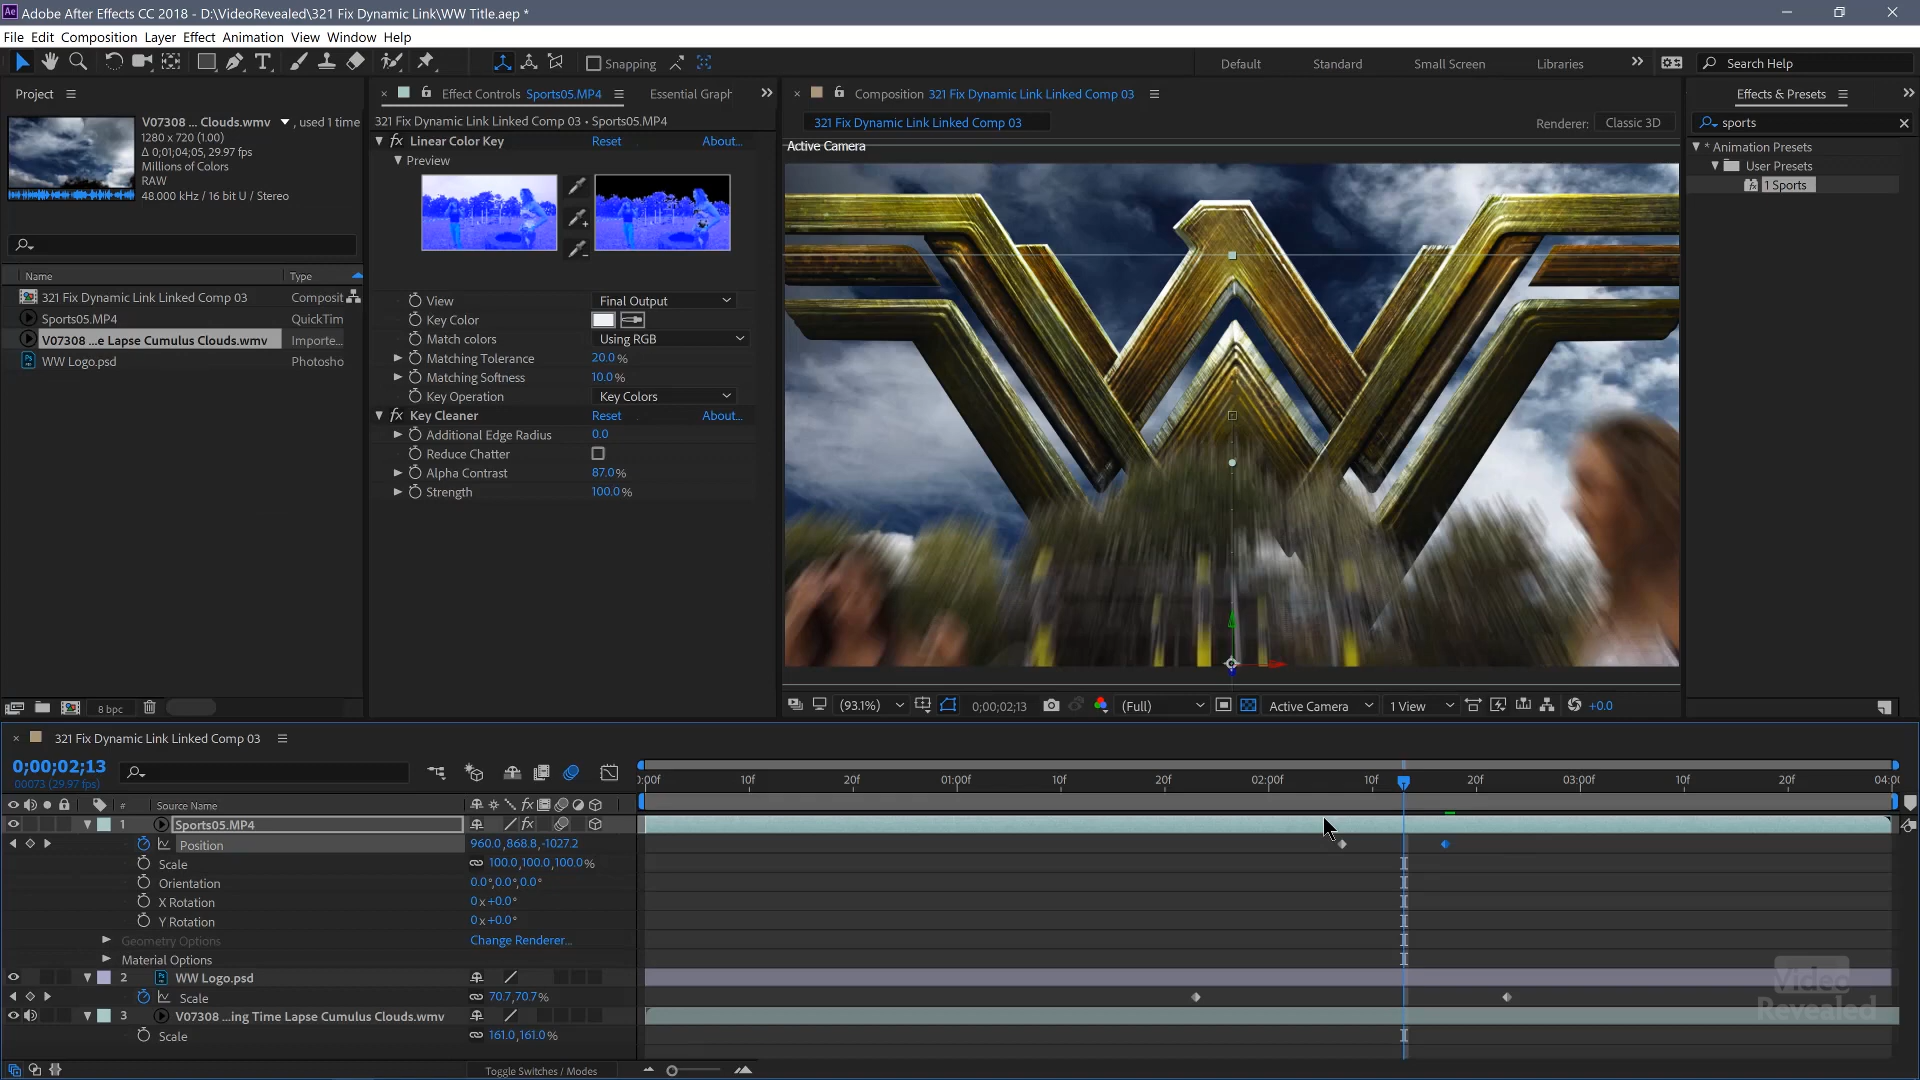 Adobe After Effects CC 2018 - D:\VideoRevealed\321 Fix Dynamic Link\WW Title.aep *
File Edit Composition Layer Effect Animation View Window Help
Snapping
Default Standard Small Screen Libraries
Search Help
Project
V07308 ... Clouds.wmv , used 1 time
1280 x 720 (1.00)
Δ 0;01;04;05, 29.97 fps
Millions of Colors
RAW
48.000 kHz / 16 bit U / Stereo
Name Type
321 Fix Dynamic Link Linked Comp 03 Composit
Sports05.MP4 QuickTim
V07308 ...e Lapse Cumulus Clouds.wmv Importe...
WW Logo.psd Photosho
8 bpc
Effect Controls Sports05.MP4 Essential Graph
321 Fix Dynamic Link Linked Comp 03 • Sports05.MP4
fx Linear Color Key Reset About...
Preview
View Final Output
Key Color
Match colors Using RGB
Matching Tolerance 20.0 %
Matching Softness 10.0 %
Key Operation Key Colors
fx Key Cleaner Reset About...
Additional Edge Radius 0.0
Reduce Chatter
Alpha Contrast 87.0 %
Strength 100.0 %
Composition 321 Fix Dynamic Link Linked Comp 03
321 Fix Dynamic Link Linked Comp 03
Renderer: Classic 3D
Active Camera
(93.1%) 0;00;02;13 (Full) Active Camera 1 View +0.0
Effects & Presets
sports
* Animation Presets
User Presets
1 Sports
321 Fix Dynamic Link Linked Comp 03
0;00;02;13
00073 (29.97 fps)
):00f 10f 20f 01:00f 10f 20f 02:00f 10f 20f 03:00f 10f 20f 04:0
# Source Name
1 Sports05.MP4
Position 960.0,868.8,-1027.2
Scale 100.0,100.0,100.0%
Orientation 0.0°,0.0°,0.0°
X Rotation 0x+0.0°
Y Rotation 0x+0.0°
Geometry Options Change Renderer...
Material Options
2 WW Logo.psd
Scale 70.7,70.7%
3 V07308 ...ing Time Lapse Cumulus Clouds.wmv
Scale 161.0,161.0%
Toggle Switches / Modes
Video
Revealed